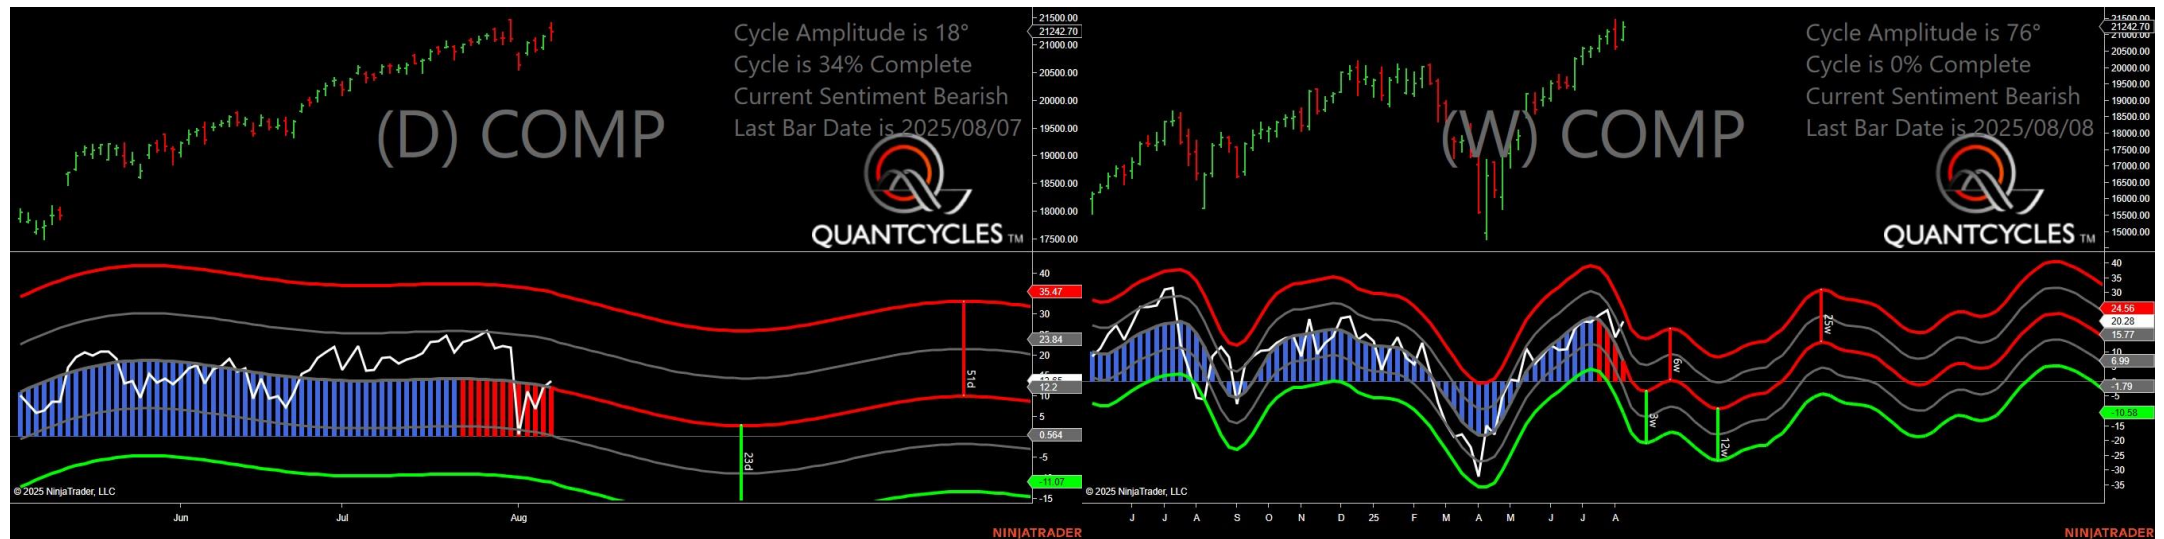 Cycle Amplitude is 18°
Cycle is 34% Complete
Current Sentiment Bearish
Last Bar Date is 2025/08/07
(D) COMP
QUANTCYCLES TM
21500.00
21242.70
21000.00
20500.00
20000.00
19500.00
19000.00
18500.00
18000.00
17500.00
40
35.47
30
23.84
20
12.2
10
5
0.564
-5
-11.07
-15
51d
23d
© 2025 NinjaTrader, LLC
Jun Jul Aug
NINJATRADER
Cycle Amplitude is 76°
Cycle is 0% Complete
Current Sentiment Bearish
Last Bar Date is 2025/08/08
(W) COMP
QUANTCYCLES TM
21500.00
21242.70
21000.00
20500.00
20000.00
19500.00
19000.00
18500.00
18000.00
17500.00
17000.00
16500.00
16000.00
15500.00
15000.00
40
35
30
24.56
20.28
15.77
10
6.99
-1.79
-5
-10.58
-15
-20
-25
-30
-35
6w
3w
12w
25w
© 2025 NinjaTrader, LLC
J J A S O N D 25 F M A M J J A
NINJATRADER